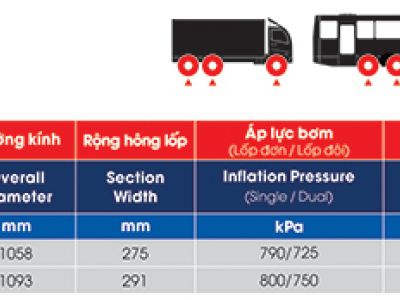 ờng kính Rộng hông lốp Áp lực bơm
(Lốp đơn / Lốp đôi)
verall Section Inflation Pressure
ameter Width (Single / Dual)
mm mm kPa
1058 275 790/725
1093 291 800/750